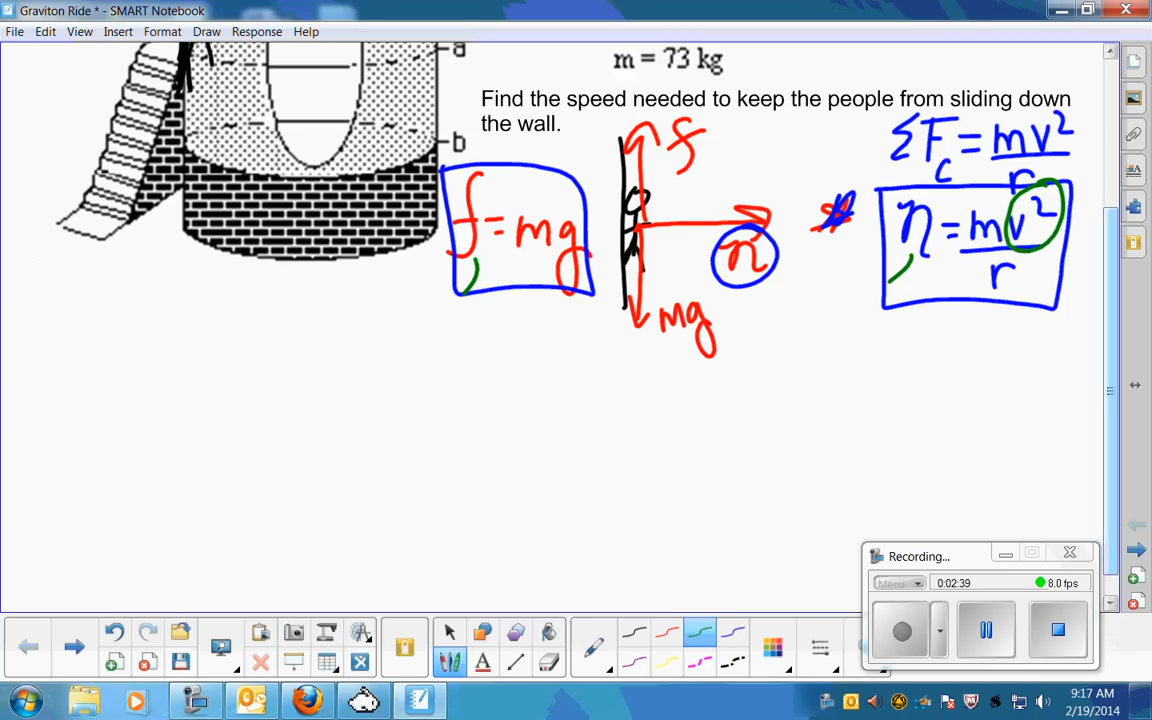 Graviton Ride * - SMART Notebook
File Edit View Insert Format Draw Response Help
a
m = 73 kg
Find the speed needed to keep the people from sliding down
the wall.
b
f
ΣF_c = mv²/r
f = mg
n
*
n = mv²/r
mg
Recording...
Menu
0:02:39
8.0 fps
A
9:17 AM
2/19/2014